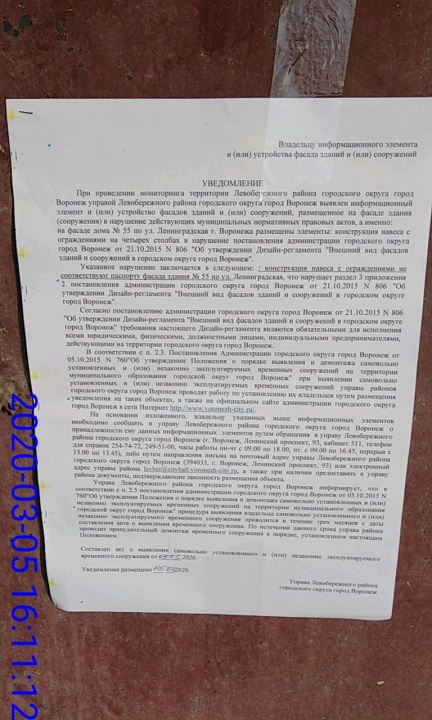 Владельцу информационного элемента
и (или) устройства фасада зданий и (или) сооружений
УВЕДОМЛЕНИЕ
При проведении мониторинга территории Левобережного района городского округа город
Воронеж управой Левобережного района городского округа город Воронеж выявлен информационный
элемент и (или) устройство фасадов зданий и (или) сооружений, размещенное на фасаде здания
(сооружения) в нарушение действующих муниципальных нормативных правовых актов, а именно:
на фасаде дома № 55 по ул. Ленинградская г. Воронежа размещены элементы: конструкция навеса с
ограждениями на четырех столбах в нарушение постановления администрации городского округа
город Воронеж от 21.10.2015 N 806 "Об утверждении Дизайн-регламента "Внешний вид фасадов
зданий и сооружений в городском округе город Воронеж".
Указанное нарушение заключается в следующем: : конструкция навеса с ограждениями не
соответствуют паспорту фасада здания № 55 по ул. Ленинградская, что нарушает раздел 3 приложения
2 постановления администрации городского округа город Воронеж от 21.10.2015 N 806 "Об
утверждении Дизайн-регламента "Внешний вид фасадов зданий и сооружений в городском округе
город Воронеж".
Согласно постановлению администрации городского округа город Воронеж от 21.10.2015 N 806
"Об утверждении Дизайн-регламента "Внешний вид фасадов зданий и сооружений в городском округе
город Воронеж" требования настоящего Дизайн-регламента являются обязательными для исполнения
всеми юридическими, физическими, должностными лицами, индивидуальными предпринимателями,
действующими на территории городского округа город Воронеж.
В соответствии с п. 2.3. Постановления Администрации городского округа город Воронеж от
05.10.2015 N 760"Об утверждении Положения о порядке выявления и демонтажа самовольно
установленных и (или) незаконно эксплуатируемых временных сооружений на территории
муниципального образования городской округ город Воронеж" при выявлении самовольно
установленных и (или) незаконно эксплуатируемых временных сооружений управы районов
городского округа город Воронеж проводят работу по установлению их владельцев путем размещения
уведомления на таких объектах, а также на официальном сайте администрации городского округа
город Воронеж в сети Интернет http://www.voronezh-city.ru/.
На основании изложенного, владельцу указанных выше информационных элементов
необходимо сообщить в управу Левобережного района городского округа город Воронеж о
принадлежности ему данных информационных элементов путем обращения в управу Левобережного
района городского округа город Воронеж (г. Воронеж, Ленинский проспект, 93, кабинет 511, телефон
для справок 254-74-72, 249-51-00, часы работы пн-чт с 09.00 до 18.00, пт. с 09.00 по 16.45, перерыв с
13.00 по 13.45), либо путем направления письма на почтовый адрес управы Левобережного района
городского округа город Воронеж (394033, г. Воронеж, Ленинский проспект, 93) или электронный
адрес управы района levber@cityhall.voronezh-city.ru, а также при наличии предоставить в управу
района документы, подтверждающие законность размещения объекта.
Управа Левобережного района городского округа город Воронеж информирует, что в
соответствии с п. 2.5 постановления администрации городского округа город Воронеж от 05.10.2015 N
760"Об утверждении Положения о порядке выявления и демонтажа самовольно установленных и (или)
незаконно эксплуатируемых временных сооружений на территории муниципального образования
городской округ город Воронеж" процедура выявления владельца самовольно установленного и (или)
незаконно эксплуатируемого временного сооружения проводится в течение трех месяцев с даты
составления акта о выявлении временного сооружения. По истечении данного срока управа района
проводит принудительный демонтаж временного сооружения в порядке, установленном настоящим
Положением.
Составлен акт о выявлении самовольно установленного и (или) незаконно эксплуатируемого
временного сооружения от 2020.
Уведомление размещено 2020.
Управа Левобережного района
городского округа город Воронеж
2020-03-05 16:11:12